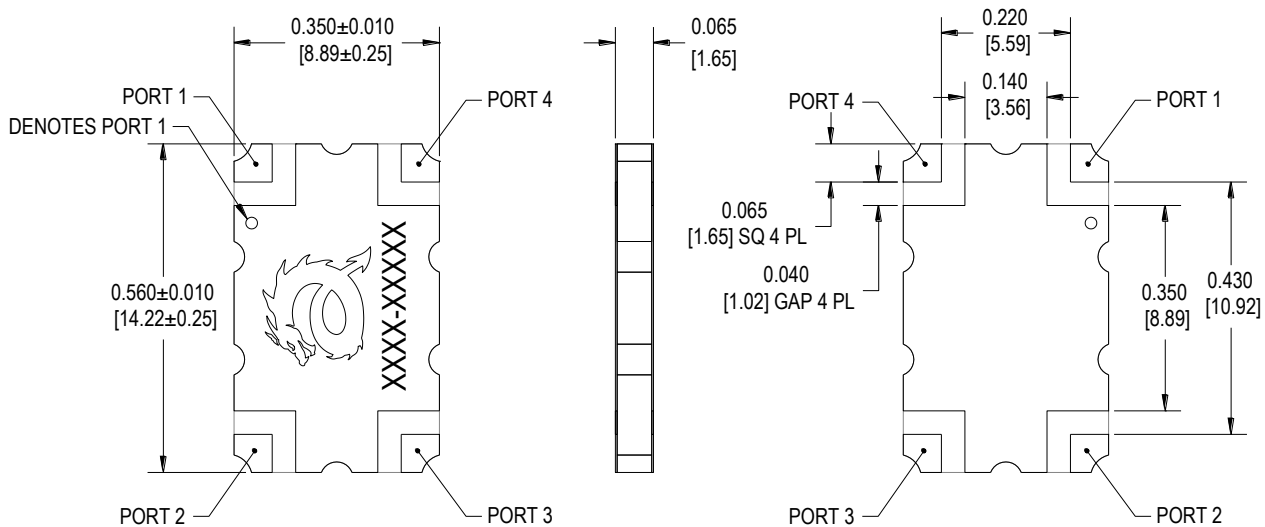 0.350±0.010
[8.89±0.25]
0.065
[1.65]
0.220
[5.59]
0.140
[3.56]
PORT 1
DENOTES PORT 1
PORT 4
PORT 4
PORT 1
0.065
[1.65] SQ 4 PL
0.040
[1.02] GAP 4 PL
0.560±0.010
[14.22±0.25]
XXXX-XXXXX
0.350
[8.89]
0.430
[10.92]
PORT 2
PORT 3
PORT 3
PORT 2